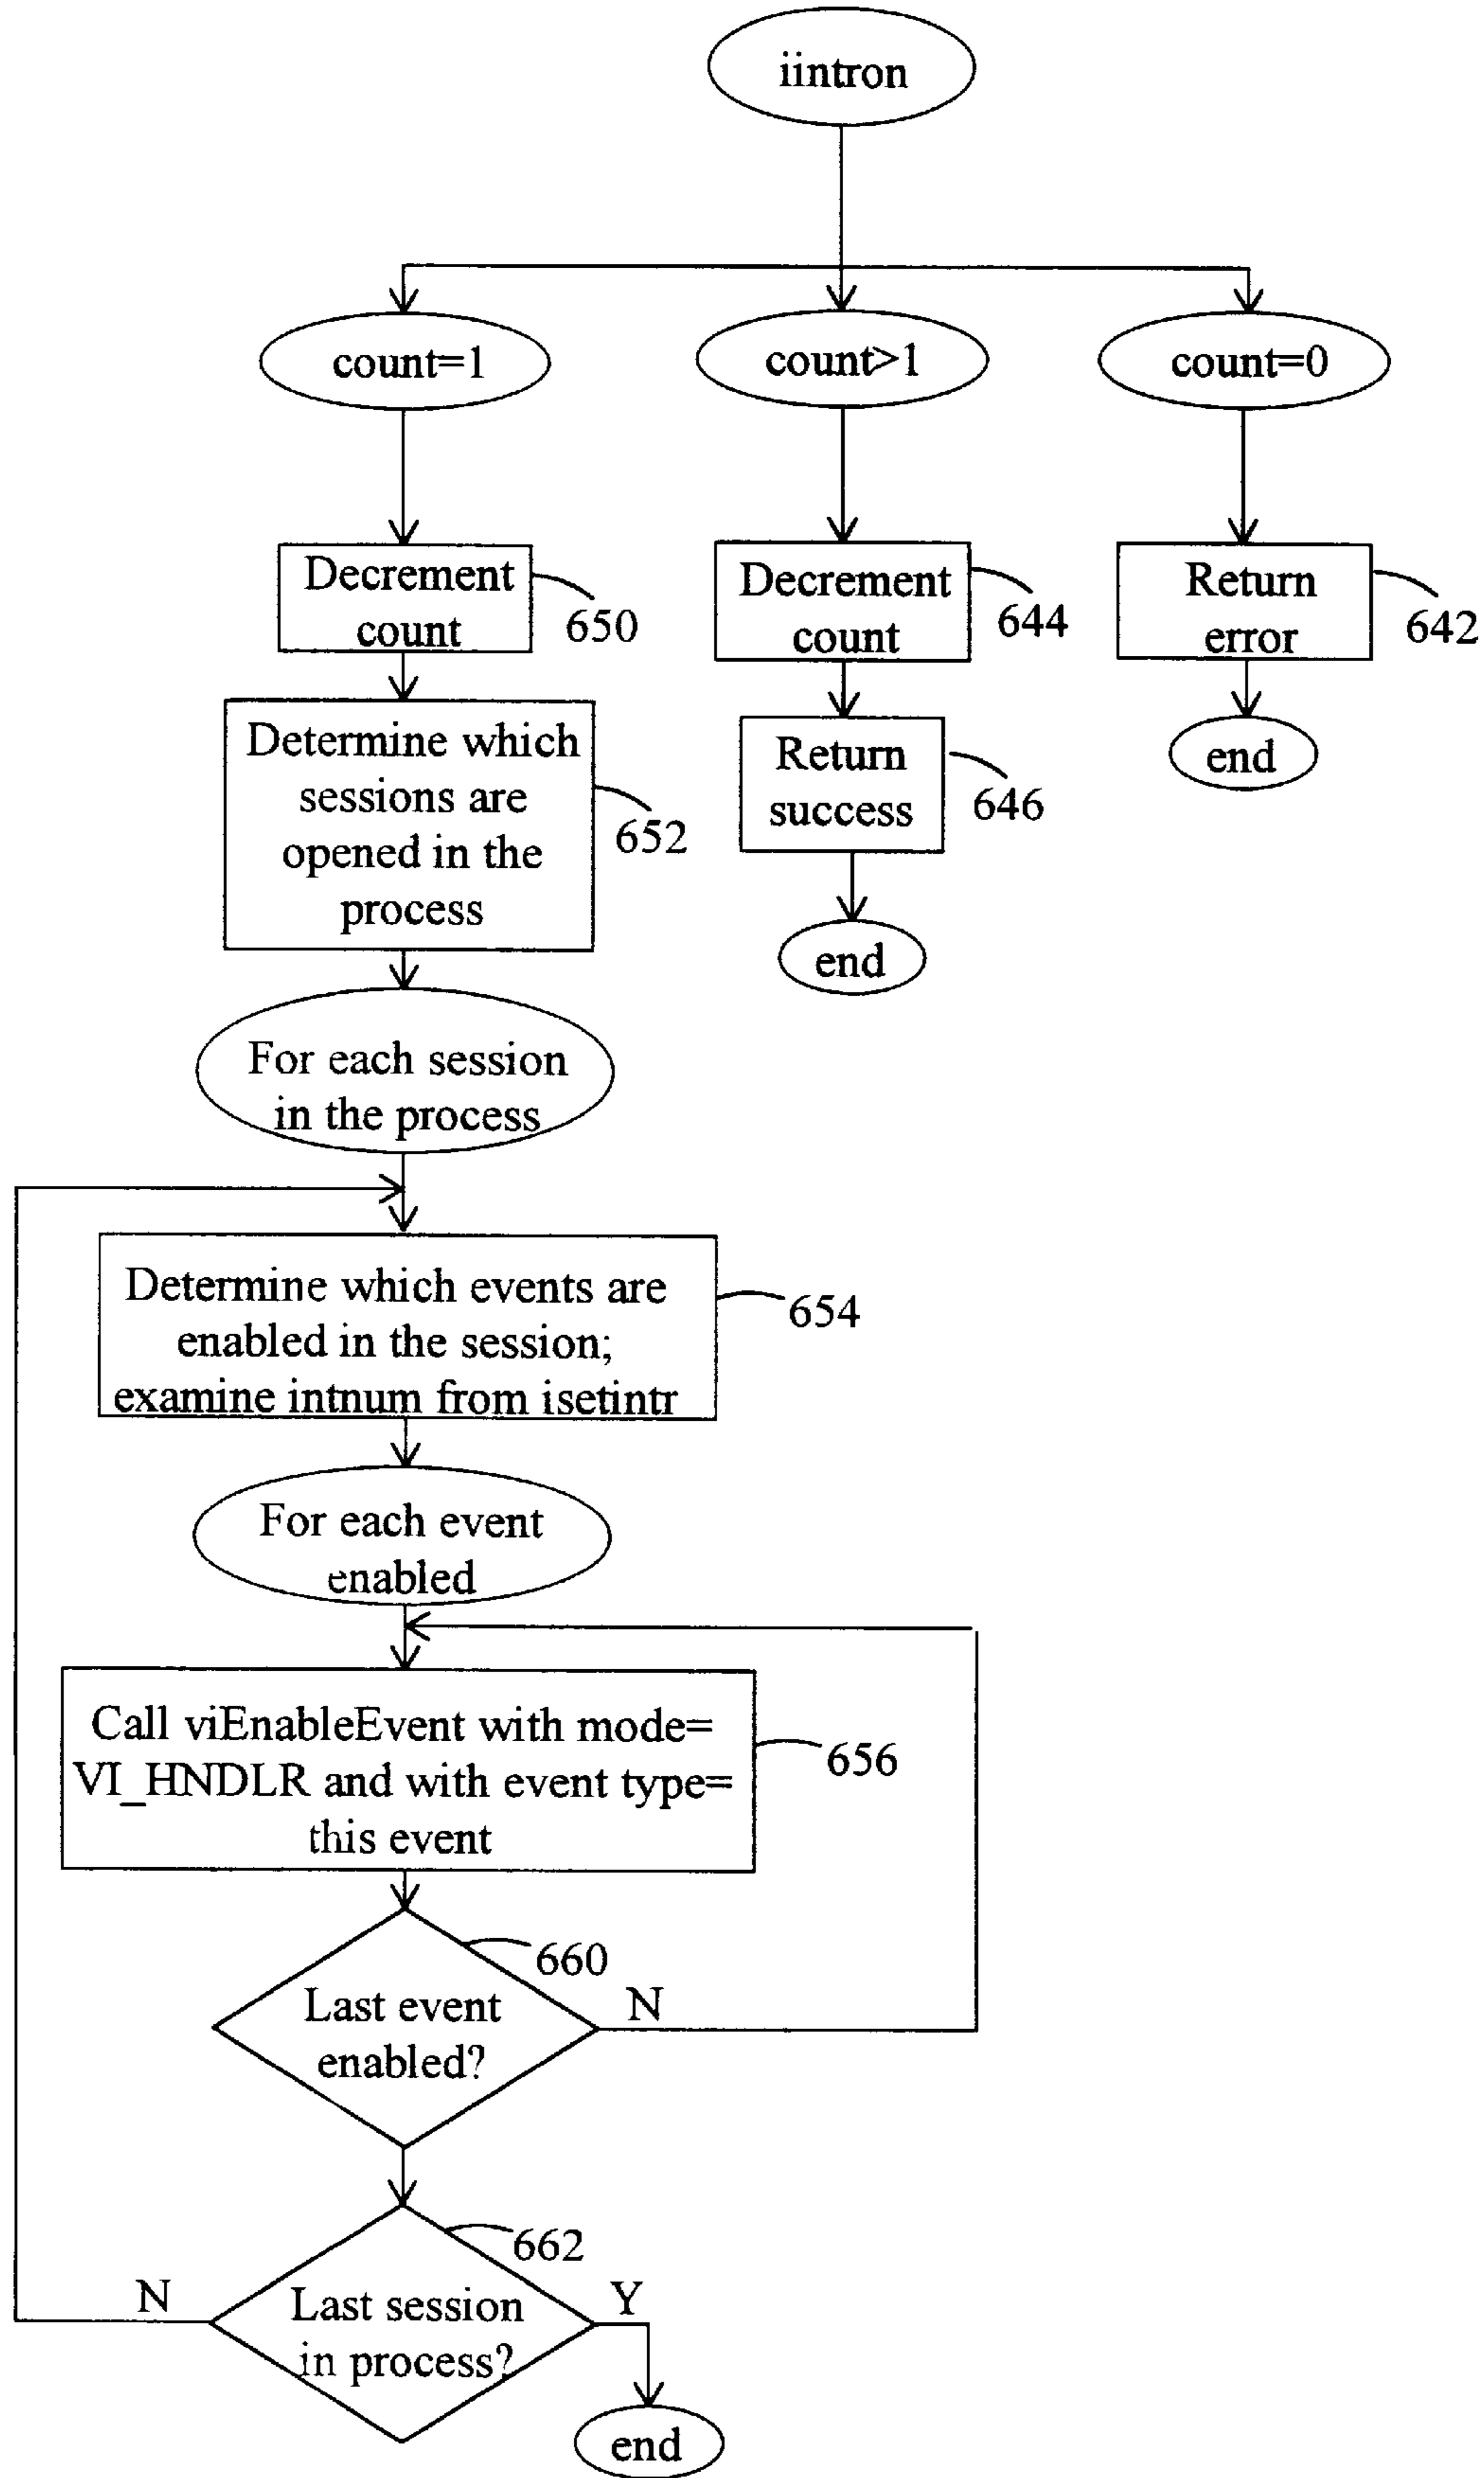 iintron
count=1
count>1
count=0
Decrement
count
650
Decrement
count
644
Return
error
642
Determine which
sessions are
opened in the
process
652
Return
success
646
end
end
For each session
in the process
Determine which events are
enabled in the session;
examine intnum from isetintr
654
For each event
enabled
Call viEnableEvent with mode=
VI_HNDLR and with event type=
this event
656
660
Last event
enabled?
N
662
Last session
in process?
N
Y
end